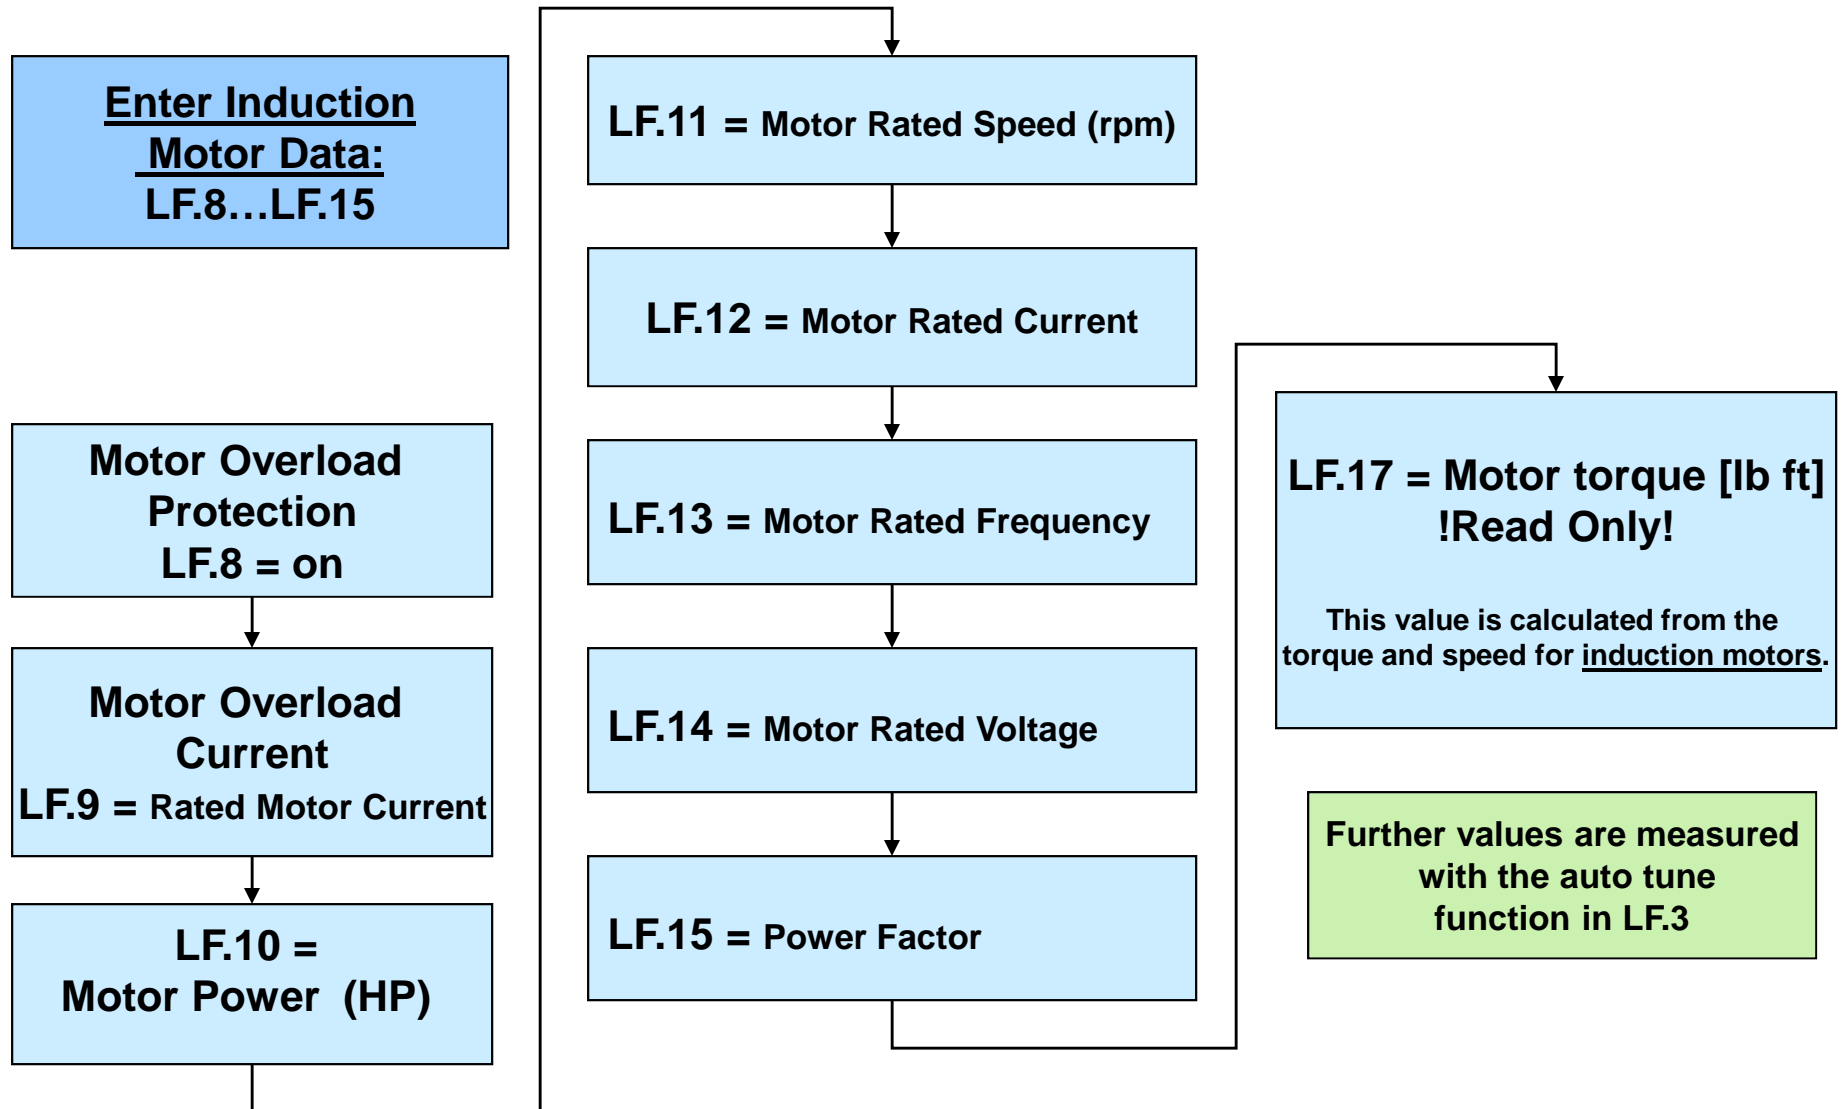 Enter Induction
Motor Data:
LF.8…LF.15
Motor Overload
Protection
LF.8 = on
Motor Overload
Current
LF.9 = Rated Motor Current
LF.10 =
Motor Power (HP)
LF.11 = Motor Rated Speed (rpm)
LF.12 = Motor Rated Current
LF.13 = Motor Rated Frequency
LF.14 = Motor Rated Voltage
LF.15 = Power Factor
LF.17 = Motor torque [lb ft]
!Read Only!
This value is calculated from the
torque and speed for induction motors.
Further values are measured
with the auto tune
function in LF.3